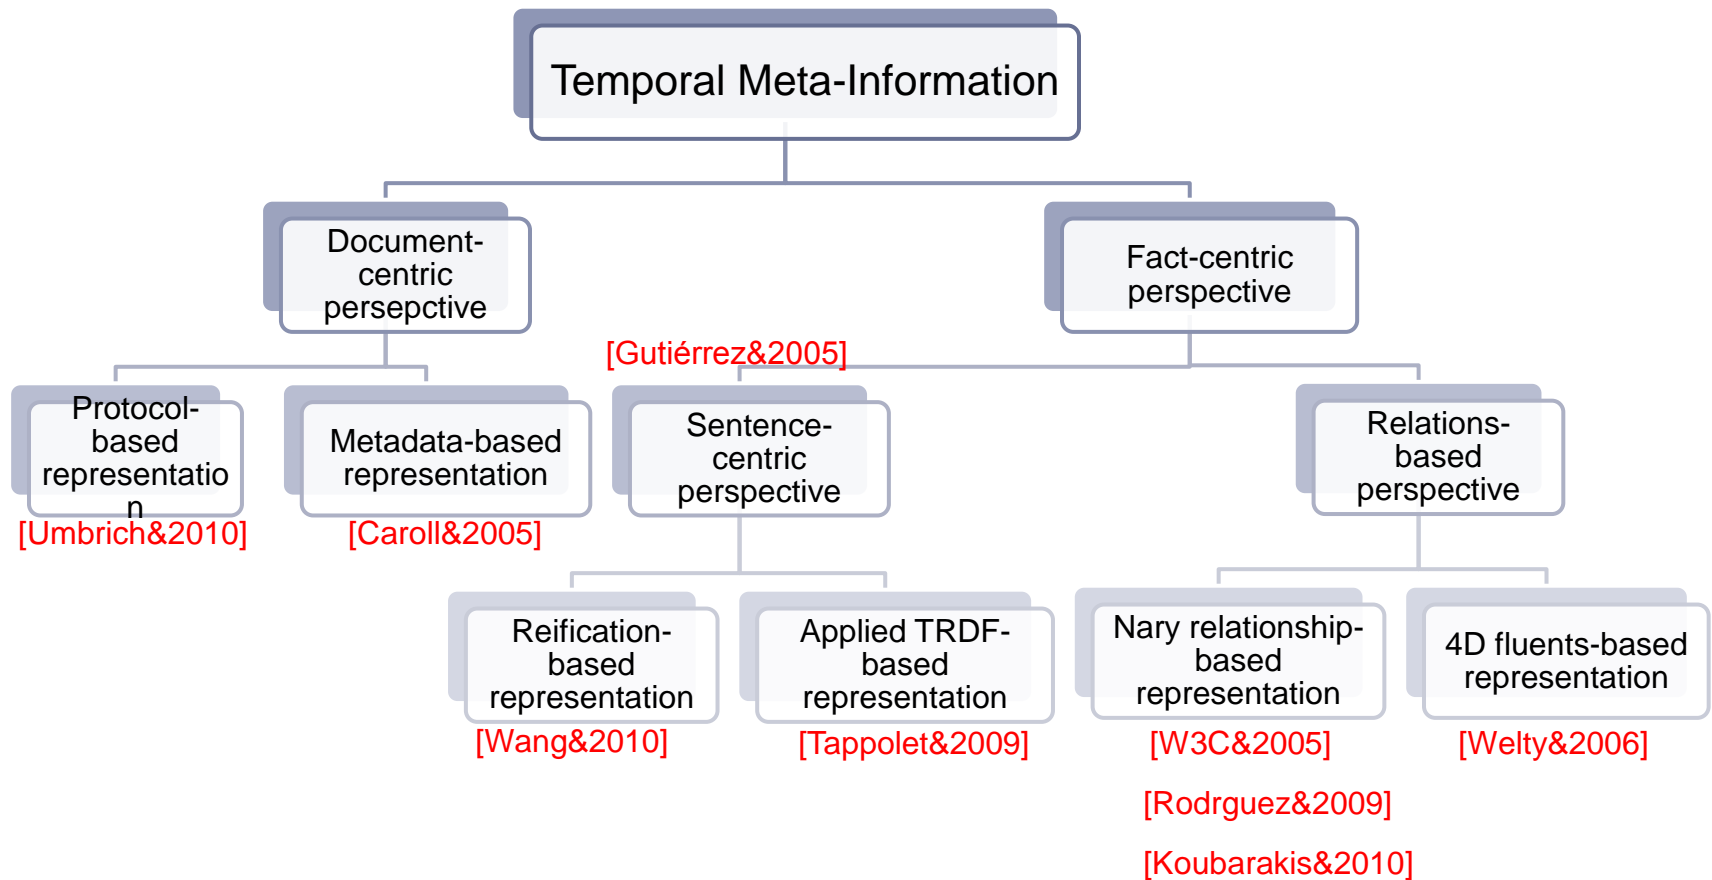 Temporal Meta-Information
Document-
centric
persepctive
Fact-centric
perspective
[Gutiérrez&2005]
Protocol-
based
representatio
n
[Umbrich&2010]
Metadata-based
representation
[Caroll&2005]
Sentence-
centric
perspective
Relations-
based
perspective
Reification-
based
representation
[Wang&2010]
Applied TRDF-
based
representation
[Tappolet&2009]
Nary relationship-
based
representation
[W3C&2005]
[Rodrguez&2009]
[Koubarakis&2010]
4D fluents-based
representation
[Welty&2006]